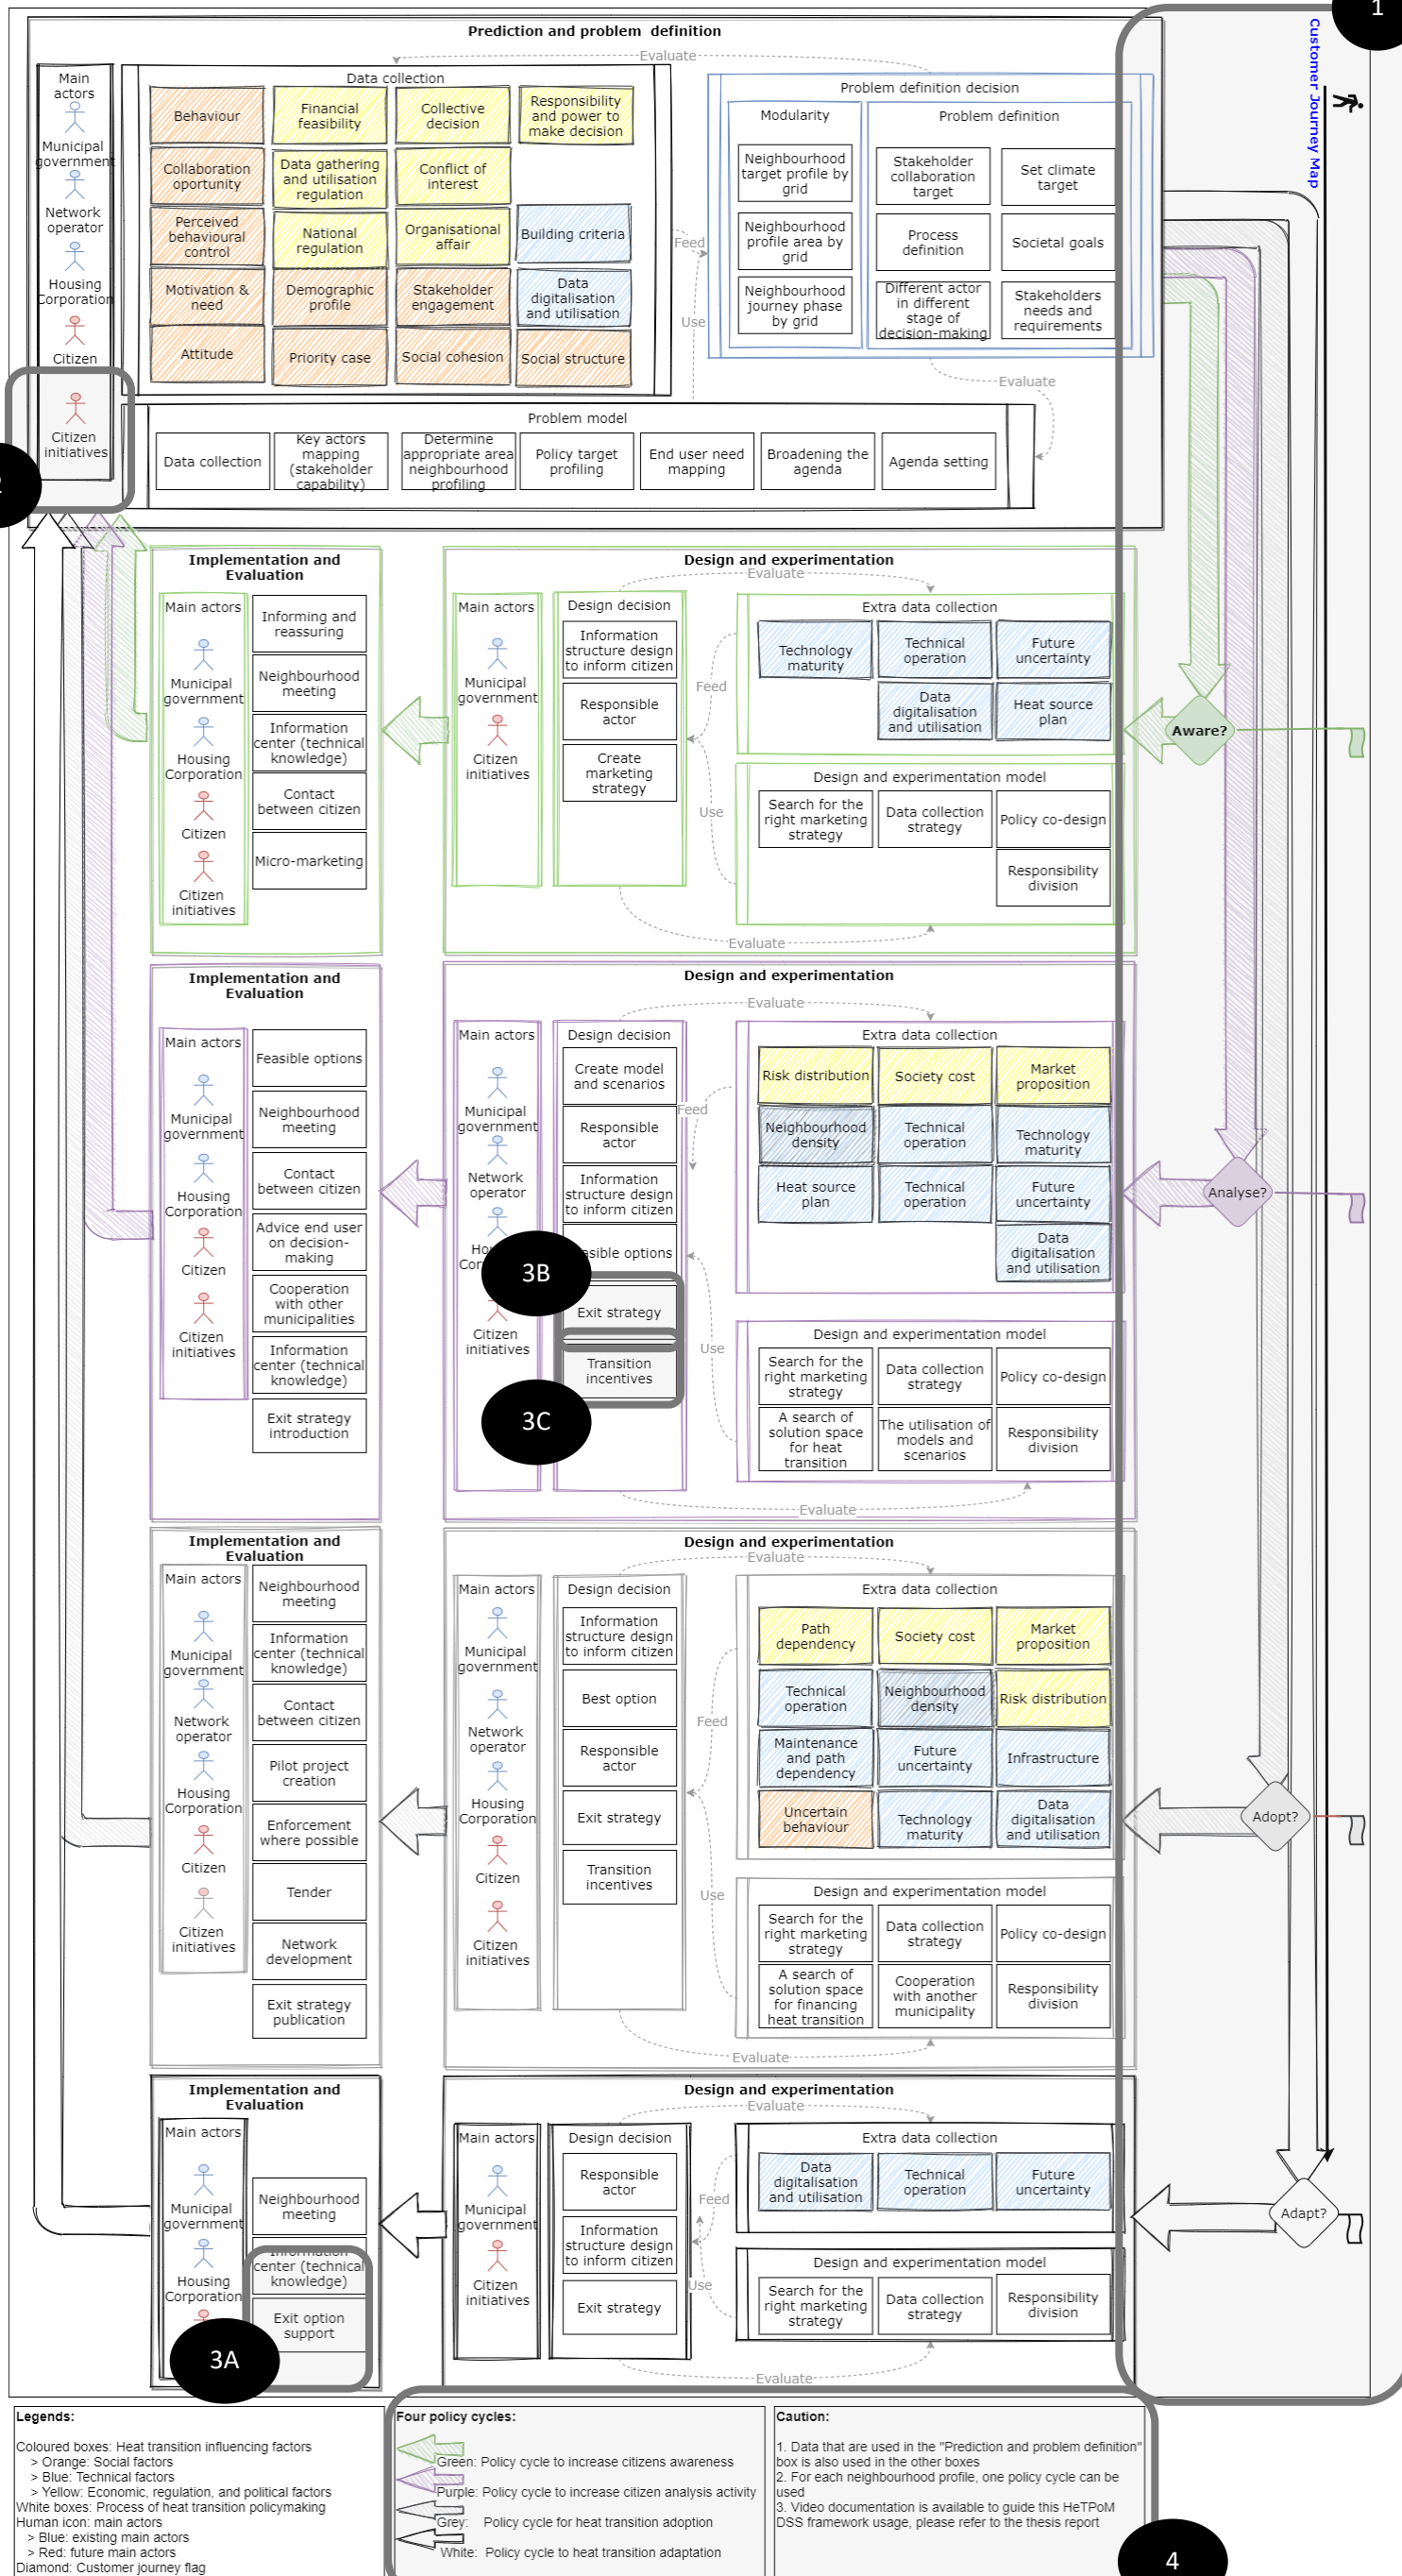 1
Customer Journey Map
Prediction and problem definition
Evaluate
Main
actors
Municipal
government
Network
operator
Housing
Corporation
Citizen
Citizen
initiatives
2
Data collection
Behaviour
Financial
feasibility
Collective
decision
Responsibility
and power to
make decision
Collaboration
oportunity
Data gathering
and utilisation
regulation
Conflict of
interest
Perceived
behavioural
control
National
regulation
Organisational
affair
Building criteria
Motivation &
need
Demographic
profile
Stakeholder
engagement
Data
digitalisation
and utilisation
Attitude
Priority case
Social cohesion
Social structure
Feed
Use
Problem definition decision
Modularity
Neighbourhood
target profile by
grid
Neighbourhood
profile area by
grid
Neighbourhood
journey phase
by grid
Problem definition
Stakeholder
collaboration
target
Set climate
target
Process
definition
Societal goals
Different actor
in different
stage of
decision-making
Stakeholders
needs and
requirements
Evaluate
Problem model
Data collection
Key actors
mapping
(stakeholder
capability)
Determine
appropriate area
neighbourhood
profiling
Policy target
profiling
End user need
mapping
Broadening the
agenda
Agenda setting
Implementation and
Evaluation
Main actors
Municipal
government
Housing
Corporation
Citizen
Citizen
initiatives
Informing and
reassuring
Neighbourhood
meeting
Information
center (technical
knowledge)
Contact
between citizen
Micro-marketing
Design and experimentation
Evaluate
Main actors
Municipal
government
Citizen
initiatives
Design decision
Information
structure design
to inform citizen
Responsible
actor
Create
marketing
strategy
Feed
Use
Extra data collection
Technology
maturity
Technical
operation
Future
uncertainty
Data
digitalisation
and utilisation
Heat source
plan
Design and experimentation model
Search for the
right marketing
strategy
Data collection
strategy
Policy co-design
Responsibility
division
Evaluate
Aware?
Implementation and
Evaluation
Main actors
Municipal
government
Housing
Corporation
Citizen
Citizen
initiatives
Feasible options
Neighbourhood
meeting
Contact
between citizen
Advice end user
on decision-
making
Cooperation
with other
municipalities
Information
center (technical
knowledge)
Exit strategy
introduction
Design and experimentation
Evaluate
Main actors
Municipal
government
Network
operator
Citizen
initiatives
Design decision
Create model
and scenarios
Responsible
actor
Information
structure design
to inform citizen
options
3B
Exit strategy
Transition
incentives
3C
Feed
Use
Extra data collection
Risk distribution
Society cost
Market
proposition
Neighbourhood
density
Technical
operation
Technology
maturity
Heat source
plan
Technical
operation
Future
uncertainty
Data
digitalisation
and utilisation
Design and experimentation model
Search for the
right marketing
strategy
Data collection
strategy
Policy co-design
A search of
solution space
for heat
transition
The utilisation of
models and
scenarios
Responsibility
division
Evaluate
Analyse?
Implementation and
Evaluation
Main actors
Municipal
government
Network
operator
Housing
Corporation
Citizen
Citizen
initiatives
Neighbourhood
meeting
Information
center (technical
knowledge)
Contact
between citizen
Pilot project
creation
Enforcement
where possible
Tender
Network
development
Exit strategy
publication
Design and experimentation
Evaluate
Main actors
Municipal
government
Network
operator
Housing
Corporation
Citizen
Citizen
initiatives
Design decision
Information
structure design
to inform citizen
Best option
Responsible
actor
Exit strategy
Transition
incentives
Feed
Use
Extra data collection
Path
dependency
Society cost
Market
proposition
Technical
operation
Neighbourhood
density
Risk distribution
Maintenance
and path
dependency
Future
uncertainty
Infrastructure
Uncertain
behaviour
Technology
maturity
Data
digitalisation
and utilisation
Design and experimentation model
Search for the
right marketing
strategy
Data collection
strategy
Policy co-design
A search of
solution space
for financing
heat transition
Cooperation
with another
municipality
Responsibility
division
Evaluate
Adopt?
Implementation and
Evaluation
Main actors
Municipal
government
Housing
Corporation
Neighbourhood
meeting
Information
center (technical
knowledge)
Exit option
support
3A
Design and experimentation
Evaluate
Main actors
Municipal
government
Citizen
initiatives
Design decision
Responsible
actor
Information
structure design
to inform citizen
Exit strategy
Feed
Use
Extra data collection
Data
digitalisation
and utilisation
Technical
operation
Future
uncertainty
Design and experimentation model
Search for the
right marketing
strategy
Data collection
strategy
Responsibility
division
Evaluate
Adapt?
Legends:
Coloured boxes: Heat transition influencing factors
> Orange: Social factors
> Blue: Technical factors
> Yellow: Economic, regulation, and political factors
White boxes: Process of heat transition policymaking
Human icon: main actors
> Blue: existing main actors
> Red: future main actors
Diamond: Customer journey flag
Four policy cycles:
Green: Policy cycle to increase citizens awareness
Purple: Policy cycle to increase citizen analysis activity
Grey: Policy cycle for heat transition adoption
White: Policy cycle to heat transition adaptation
Caution:
1. Data that are used in the "Prediction and problem definition"
box is also used in the other boxes
2. For each neighbourhood profile, one policy cycle can be
used
3. Video documentation is available to guide this HeTPoM
DSS framework usage, please refer to the thesis report
4